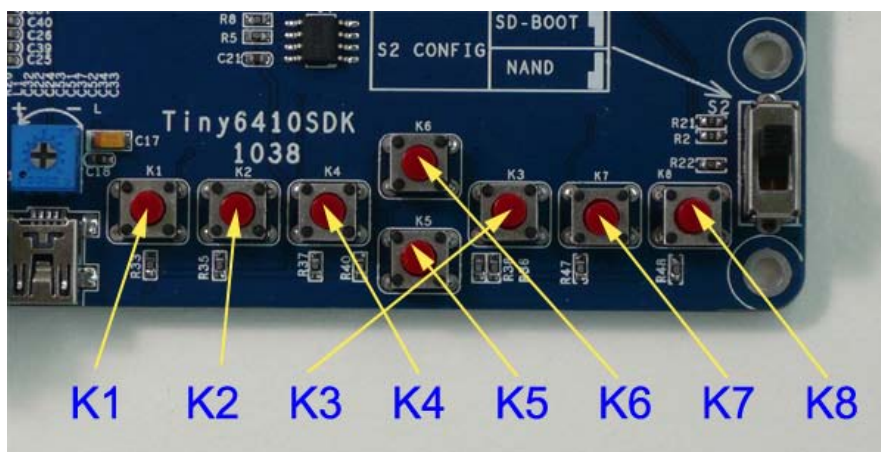 C40
C26
C39
C25
R8
R5
C21
S2 CONFIG
SD-BOOT
NAND
+ - L
C17
C18
Tiny6410SDK
1038
S2
R21
R2
R22
K1
K2
K4
K6
K5
K3
K7
K8
R33
R35
R37
R40
R38
R36
R47
R48
K1 K2 K3 K4 K5 K6 K7 K8